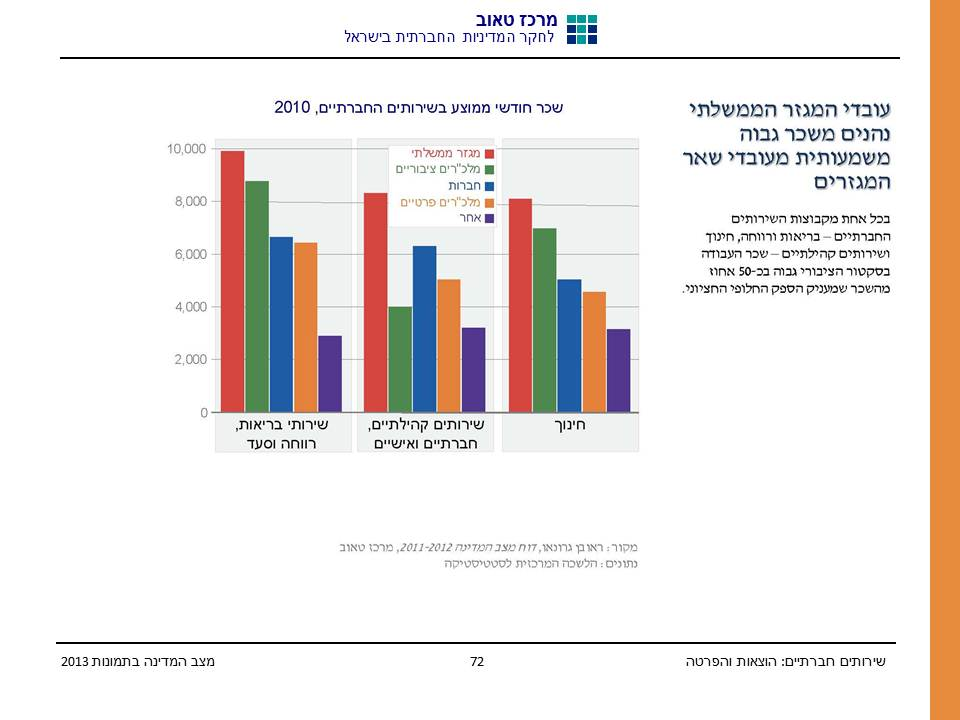 מרכז טאוב
לחקר המדיניות החברתית בישראל
עובדי המגזר הממשלתי
נהנים משכר גבוה
משמעותית מעובדי שאר
המגזרים
בכל אחת מקבוצות השירותים
החברתיים – בריאות ורווחה, חינוך
ושירותים קהילתיים – שכר העבודה
בסקטור הציבורי גבוה בכ-50 אחוז
מהשכר שמעניק הספק החלופי החציוני.
שכר חודשי ממוצע בשירותים החברתיים, 2010
10,000
8,000
6,000
4,000
2,000
0
מגזר ממשלתי
מלכ"רים ציבוריים
חברות
מלכ"רים פרטיים
אחר
חינוך
שירותים קהילתיים,
חברתיים ואישיים
שירותי בריאות,
רווחה וסעד
מקור: ראובן גרונאו, דוח מצב המדינה 2011-2012, מרכז טאוב
נתונים: הלשכה המרכזית לסטטיסטיקה
שירותים חברתיים: הוצאות והפרטה
72
מצב המדינה בתמונות 2013